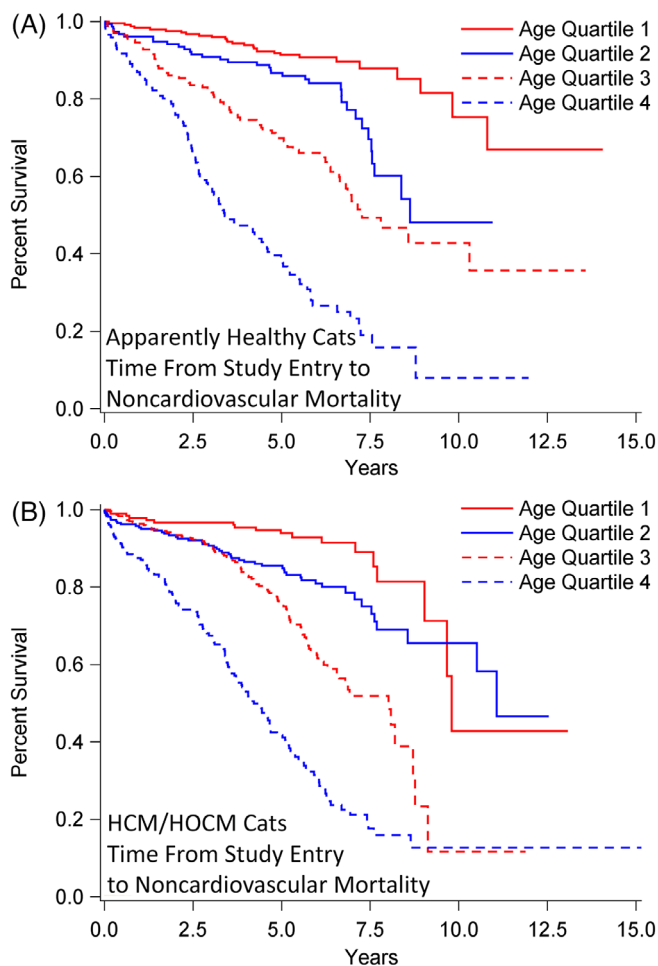 (A)
Age Quartile 1
Age Quartile 2
Age Quartile 3
Age Quartile 4
Percent Survival
1.0
0.8
0.6
0.4
0.2
0.0
Apparently Healthy Cats
Time From Study Entry to
Noncardiovascular Mortality
0.0 2.5 5.0 7.5 10.0 12.5 15.0
Years
(B)
Age Quartile 1
Age Quartile 2
Age Quartile 3
Age Quartile 4
Percent Survival
1.0
0.8
0.6
0.4
0.2
0.0
HCM/HOCM Cats
Time From Study Entry
to Noncardiovascular Mortality
0.0 2.5 5.0 7.5 10.0 12.5 15.0
Years